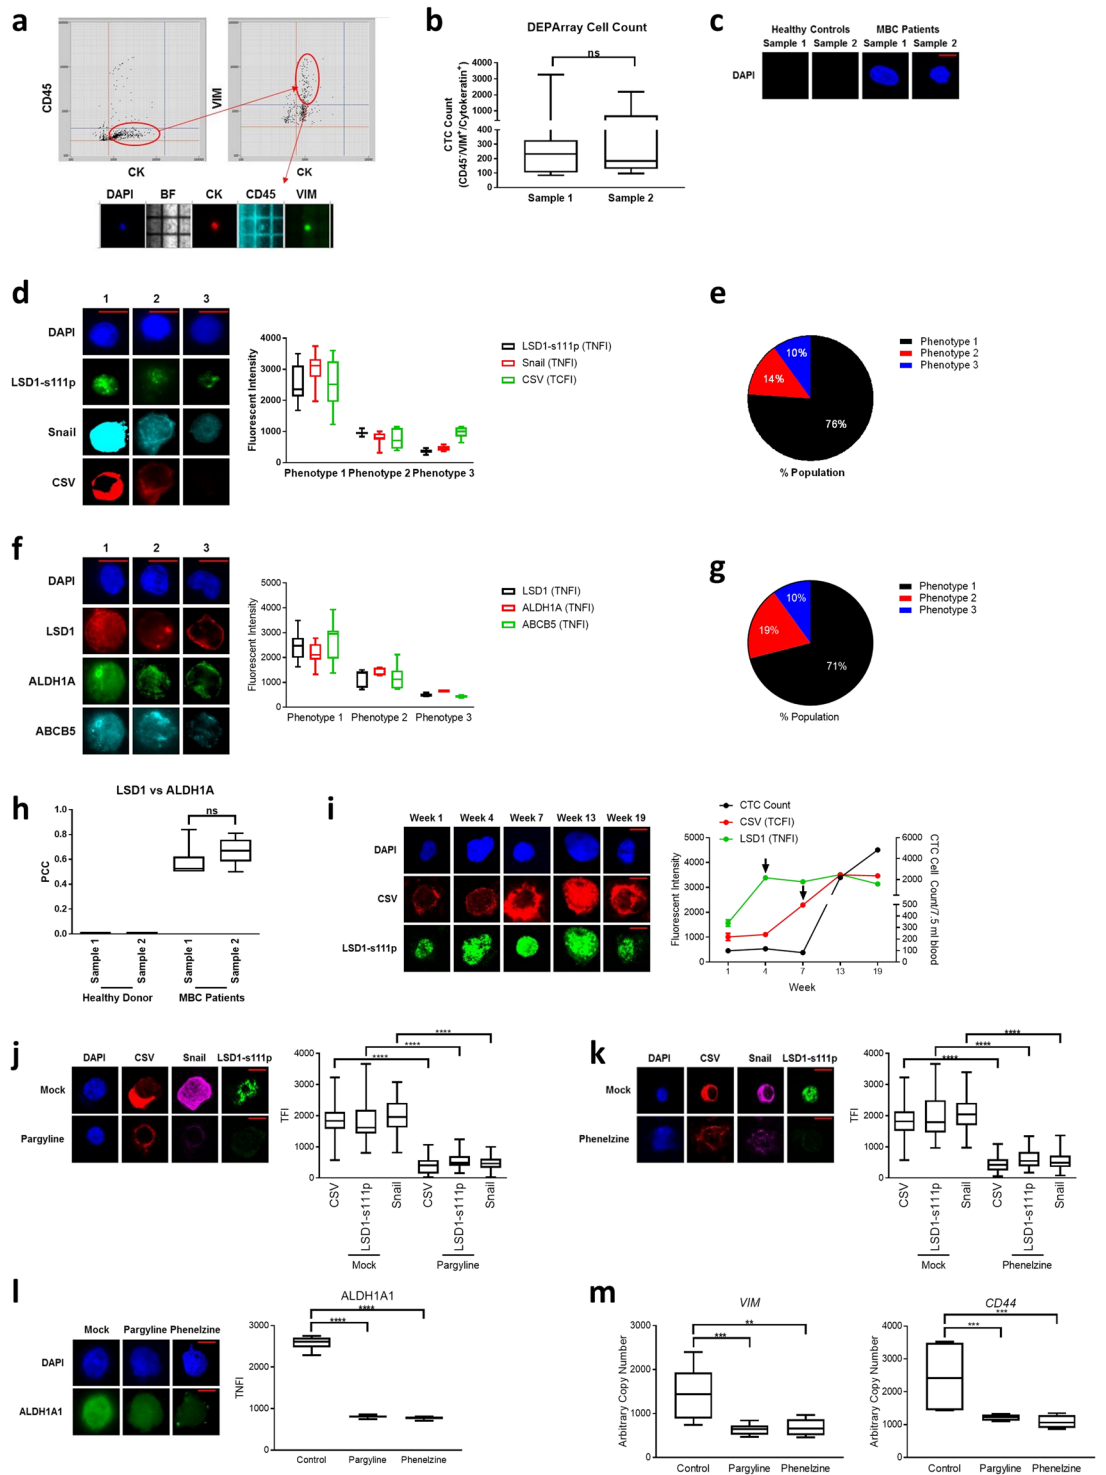 a
CD45
CK
VIM
CK
DAPI BF CK CD45 VIM
b
DEPArray Cell Count
CTC Count
(CD45-/VIM+/Cytokeratin+)
ns
4000
3000
2000
1000
400
300
200
100
0
Sample 1 Sample 2
c
Healthy Controls MBC Patients
Sample 1 Sample 2 Sample 1 Sample 2
DAPI
d
1 2 3
DAPI
LSD1-s111p
Snail
CSV
Fluorescent Intensity
4000
3000
2000
1000
0
Phenotype 1 Phenotype 2 Phenotype 3
LSD1-s111p (TNFI)
Snail (TNFI)
CSV (TCFI)
e
10%
14%
76%
% Population
Phenotype 1
Phenotype 2
Phenotype 3
f
1 2 3
DAPI
LSD1
ALDH1A
ABCB5
Fluorescent Intensity
5000
4000
3000
2000
1000
0
Phenotype 1 Phenotype 2 Phenotype 3
LSD1 (TNFI)
ALDH1A (TNFI)
ABCB5 (TNFI)
g
10%
19%
71%
% Population
Phenotype 1
Phenotype 2
Phenotype 3
h
LSD1 vs ALDH1A
PCC
ns
1.0
0.8
0.6
0.4
0.2
0.0
Sample 1 Sample 2 Sample 1 Sample 2
Healthy Donor MBC Patients
i
Week 1 Week 4 Week 7 Week 13 Week 19
DAPI
CSV
LSD1-s111p
CTC Count
CSV (TCFI)
LSD1 (TNFI)
Fluorescent Intensity
5000
4000
3000
2000
1000
0
6000
4000
2000
500
400
300
200
100
0
CTC Cell Count/7.5 ml blood
1 4 7 13 19
Week
j
DAPI CSV Snail LSD1-s111p
Mock
Pargyline
TFI
4000
3000
2000
1000
0
****
****
****
CSV LSD1-s111p Snail CSV LSD1-s111p Snail
Mock Pargyline
k
DAPI CSV Snail LSD1-s111p
Mock
Phenelzine
TFI
4000
3000
2000
1000
0
****
****
****
CSV LSD1-s111p Snail CSV LSD1-s111p Snail
Mock Phenelzine
l
Mock Pargyline Phenelzine
DAPI
ALDH1A1
ALDH1A1
TNFI
3000
2000
1000
0
****
****
Control Pargyline Phenelzine
m
VIM
Arbitrary Copy Number
3000
2000
1000
0
**
***
Control Pargyline Phenelzine
CD44
Arbitrary Copy Number
4000
3000
2000
1000
0
***
***
Control Pargyline Phenelzine